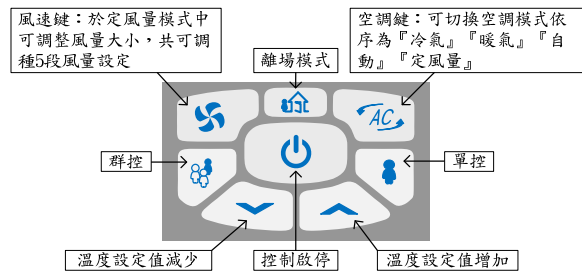 風速鍵：於定風量模式中
可調整風量大小，共可調
種5段風量設定
離場模式
空調鍵：可切換空調模式依
序為『冷氣』『暖氣』『自
動』『定風量』
AC
群控
單控
溫度設定值減少
控制啟停
溫度設定值增加